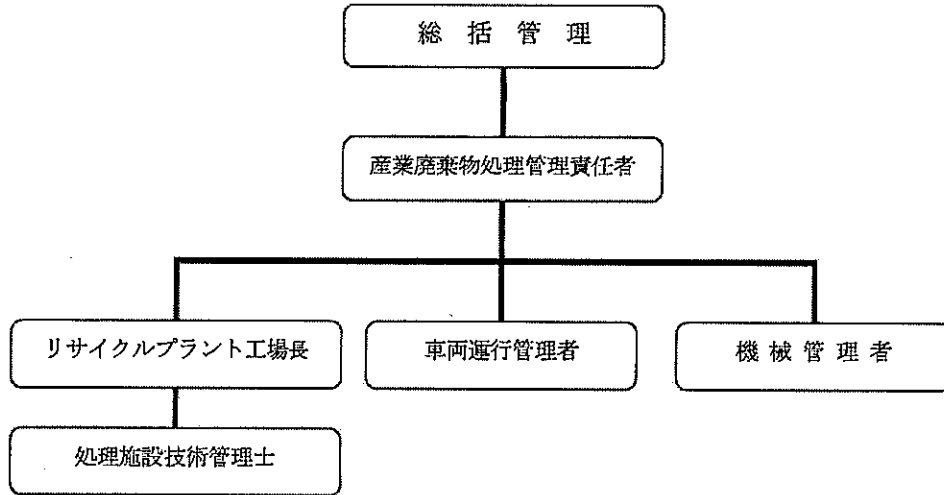 総括管理
産業廃棄物処理管理責任者
リサイクルプラント工場長
車両運行管理者
機械管理者
処理施設技術管理士